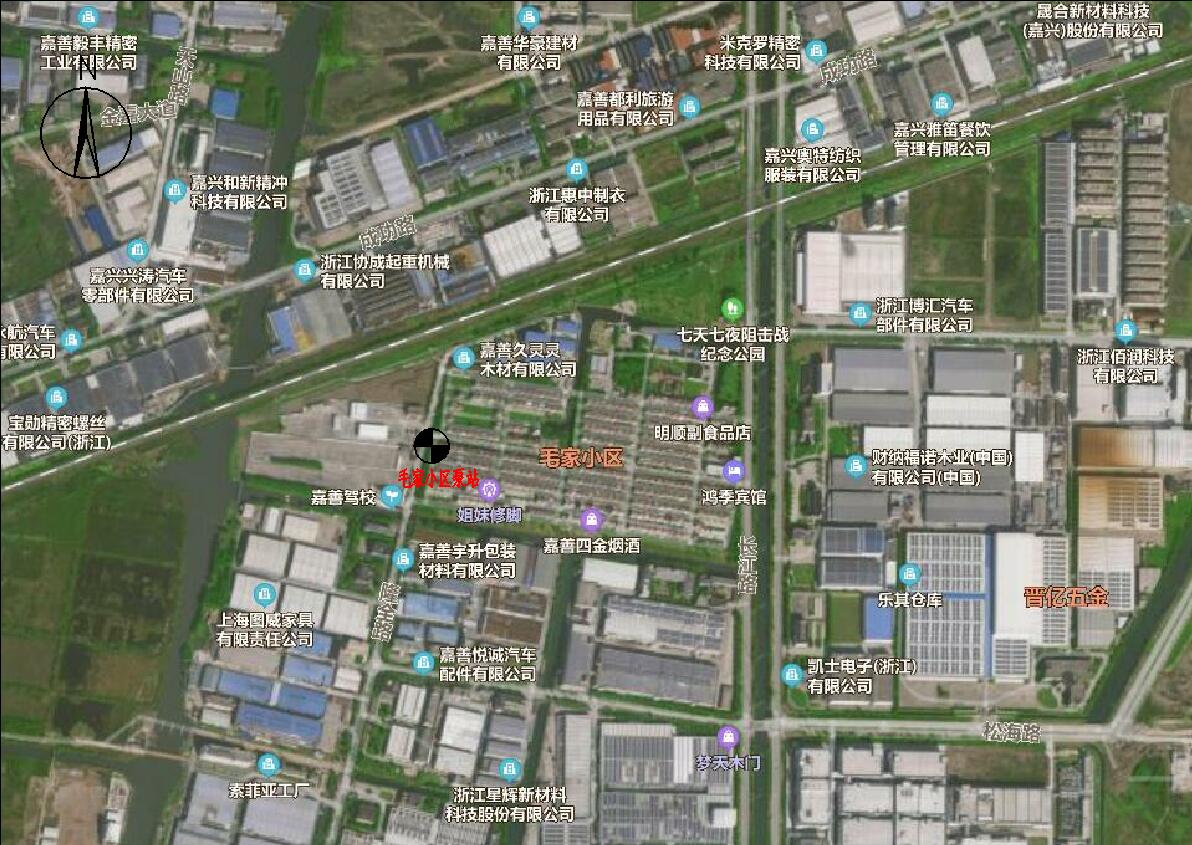 晟合新材料科技
(嘉兴)股份有限公司
嘉善毅丰精密
工业有限公司
嘉善华豪建材
有限公司
米克罗精密
科技有限公司
N
成功路
金嘉大道
嘉善都利旅游
用品有限公司
嘉兴雅笛餐饮
管理有限公司
嘉兴奥特纺织
服装有限公司
嘉兴和新精冲
科技有限公司
浙江惠中制衣
有限公司
成功路
浙江协成起重机械
有限公司
嘉兴兴涛汽车
零部件有限公司
浙江博汇汽车
部件有限公司
七天七夜阻击战
纪念公园
航汽车
有限公司
嘉善久灵灵
木材有限公司
浙江佰润科技
有限公司
宝勋精密螺丝
有限公司(浙江)
明顺副食品店
毛家小区
财纳福诺木业(中国)
有限公司(中国)
毛家小区泵站
嘉善驾校
鸿季宾馆
姐妹修脚
嘉善四金烟酒
长江路
嘉善宇升包装
材料有限公司
乐其仓库
晋亿五金
隆全路
上海图威家具
有限责任公司
嘉善悦诚汽车
配件有限公司
凯士电子(浙江)
有限公司
松海路
梦天木门
索菲亚工厂
浙江星辉新材料
科技股份有限公司